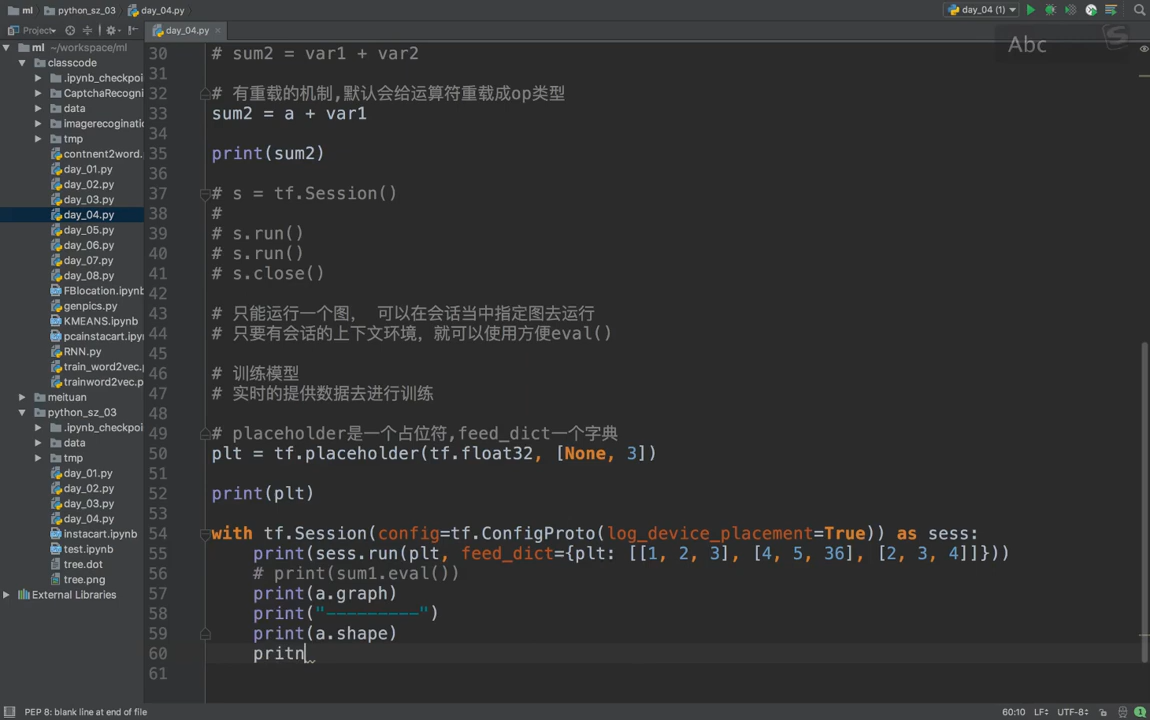 ml
python_sz_03
day_04.py
day_04 (1)
Project
day_04.py
Abc
ml ~/workspace/ml
classcode
.ipynb_checkpoi
CaptchaRecogni
data
imagerecoginatio
tmp
contnent2word.
day_01.py
day_02.py
day_03.py
day_04.py
day_05.py
day_06.py
day_07.py
day_08.py
FBlocation.ipynb
genpics.py
KMEANS.ipynb
pcainstacart.ipyn
RNN.py
train_word2vec.p
trainword2vec.p
meituan
python_sz_03
.ipynb_checkpoi
data
tmp
day_01.py
day_02.py
day_03.py
day_04.py
instacart.ipynb
test.ipynb
tree.dot
tree.png
External Libraries
30 # sum2 = var1 + var2
31
32 # 有重载的机制,默认会给运算符重载成op类型
33 sum2 = a + var1
34
35 print(sum2)
36
37 # s = tf.Session()
38 #
39 # s.run()
40 # s.run()
41 # s.close()
42
43 # 只能运行一个图， 可以在会话当中指定图去运行
44 # 只要有会话的上下文环境，就可以使用方便eval()
45
46 # 训练模型
47 # 实时的提供数据去进行训练
48
49 # placeholder是一个占位符,feed_dict一个字典
50 plt = tf.placeholder(tf.float32, [None, 3])
51
52 print(plt)
53
54 with tf.Session(config=tf.ConfigProto(log_device_placement=True)) as sess:
55 print(sess.run(plt, feed_dict={plt: [[1, 2, 3], [4, 5, 36], [2, 3, 4]]}))
56 # print(sum1.eval())
57 print(a.graph)
58 print("---------")
59 print(a.shape)
60 pritn
61
PEP 8: blank line at end of file
60:10 LF÷ UTF-8÷ 1